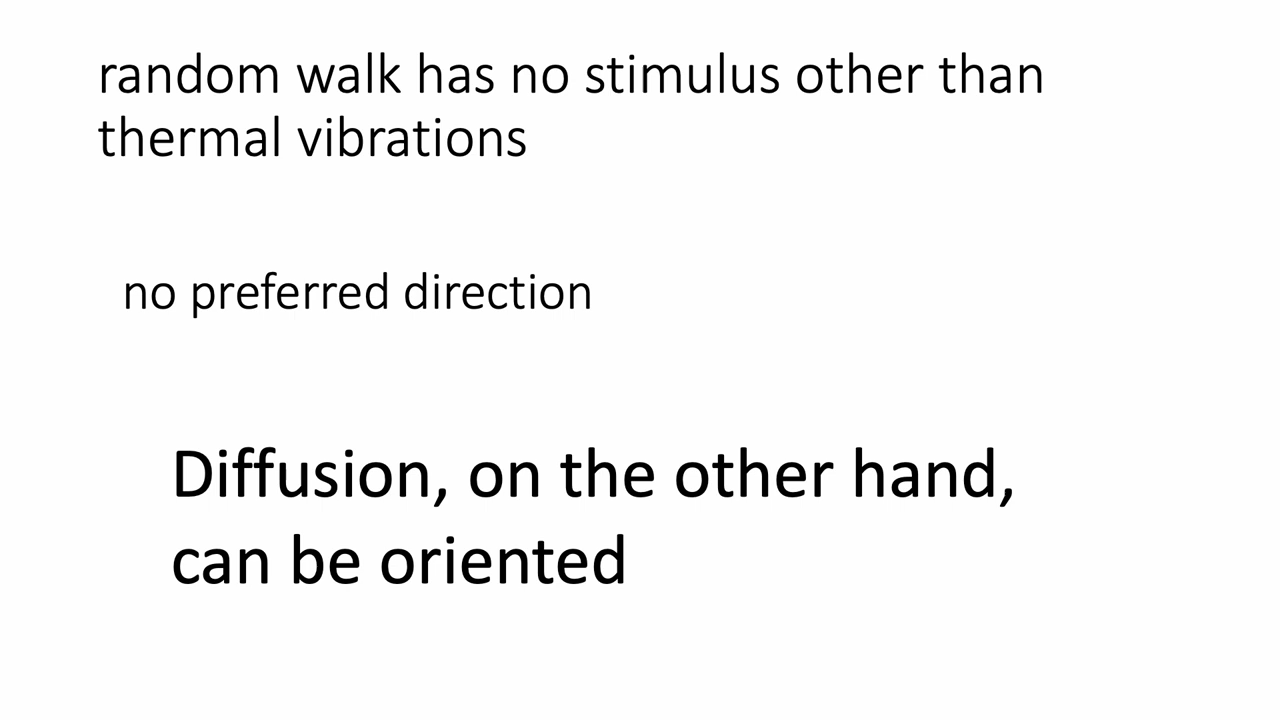 random walk has no stimulus other than
thermal vibrations
no preferred direction
Diffusion, on the other hand,
can be oriented